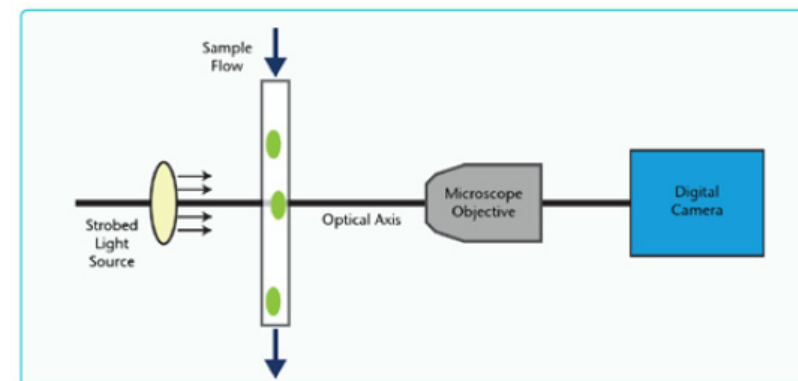 Sample
Flow
Strobed
Light
Source
Optical Axis
Microscope
Objective
Digital
Camera